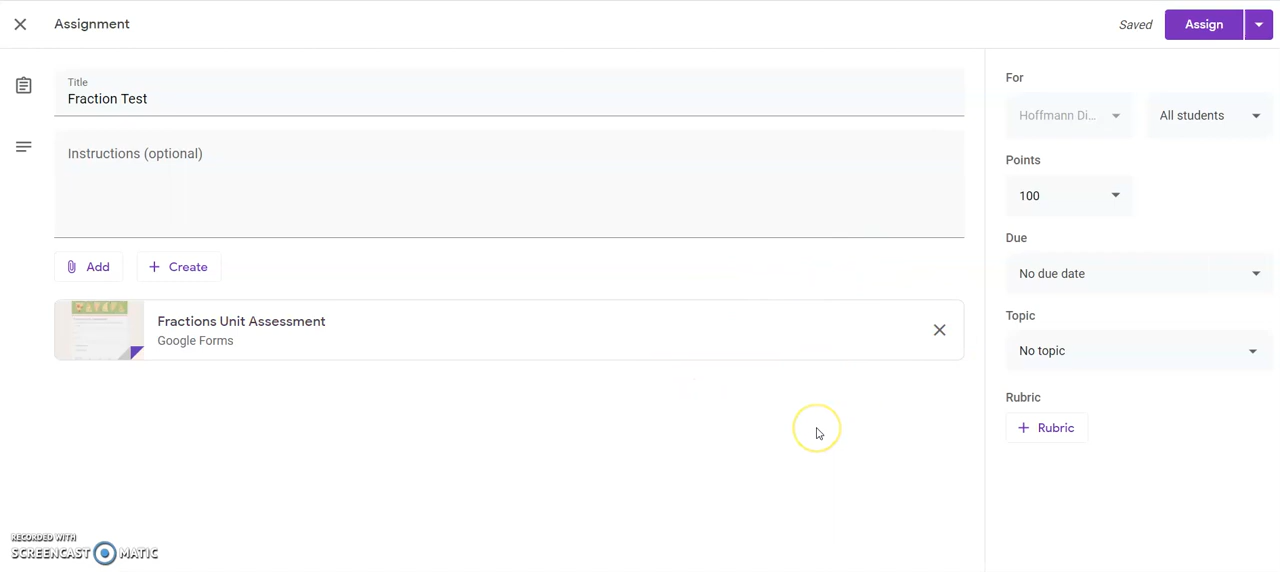 Assignment
Saved
Assign
Title
Fraction Test
Instructions (optional)
Add
Create
Fractions Unit Assessment
Google Forms
For
Hoffmann Di...
All students
Points
100
Due
No due date
Topic
No topic
Rubric
Rubric
RECORDED WITH
SCREENCAST MATIC